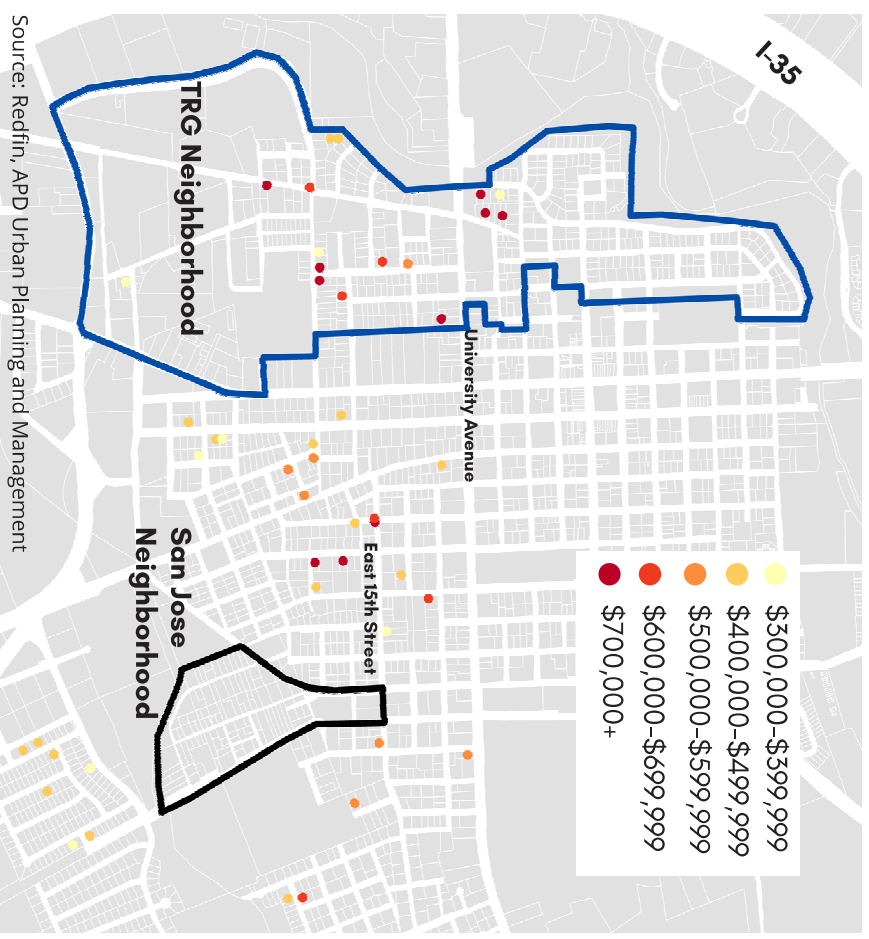 I-35
TRG Neighborhood
University Avenue
East 15th Street
San Jose
Neighborhood
$300,000-$399,999
$400,000-$499,999
$500,000-$599,999
$600,000-$699,999
$700,000+
Source: Redfin, APD Urban Planning and Management